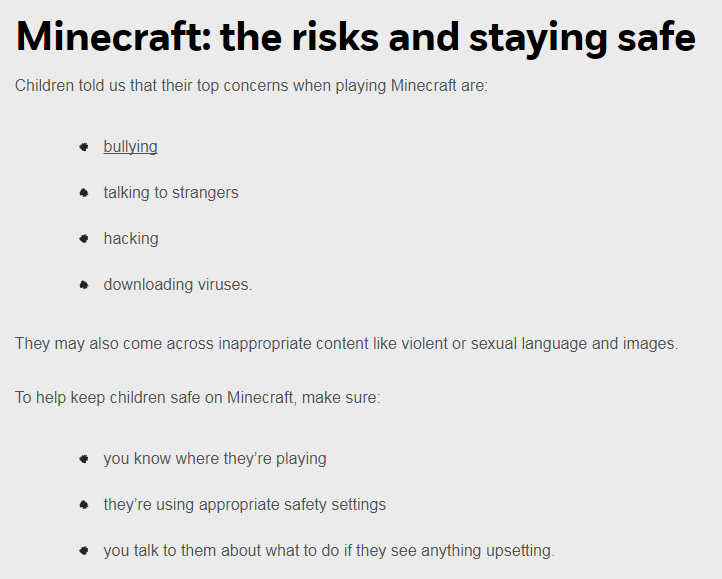 Minecraft: the risks and staying safe
Children told us that their top concerns when playing Minecraft are:
bullying
talking to strangers
hacking
downloading viruses.
They may also come across inappropriate content like violent or sexual language and images.
To help keep children safe on Minecraft, make sure:
you know where they’re playing
they’re using appropriate safety settings
you talk to them about what to do if they see anything upsetting.